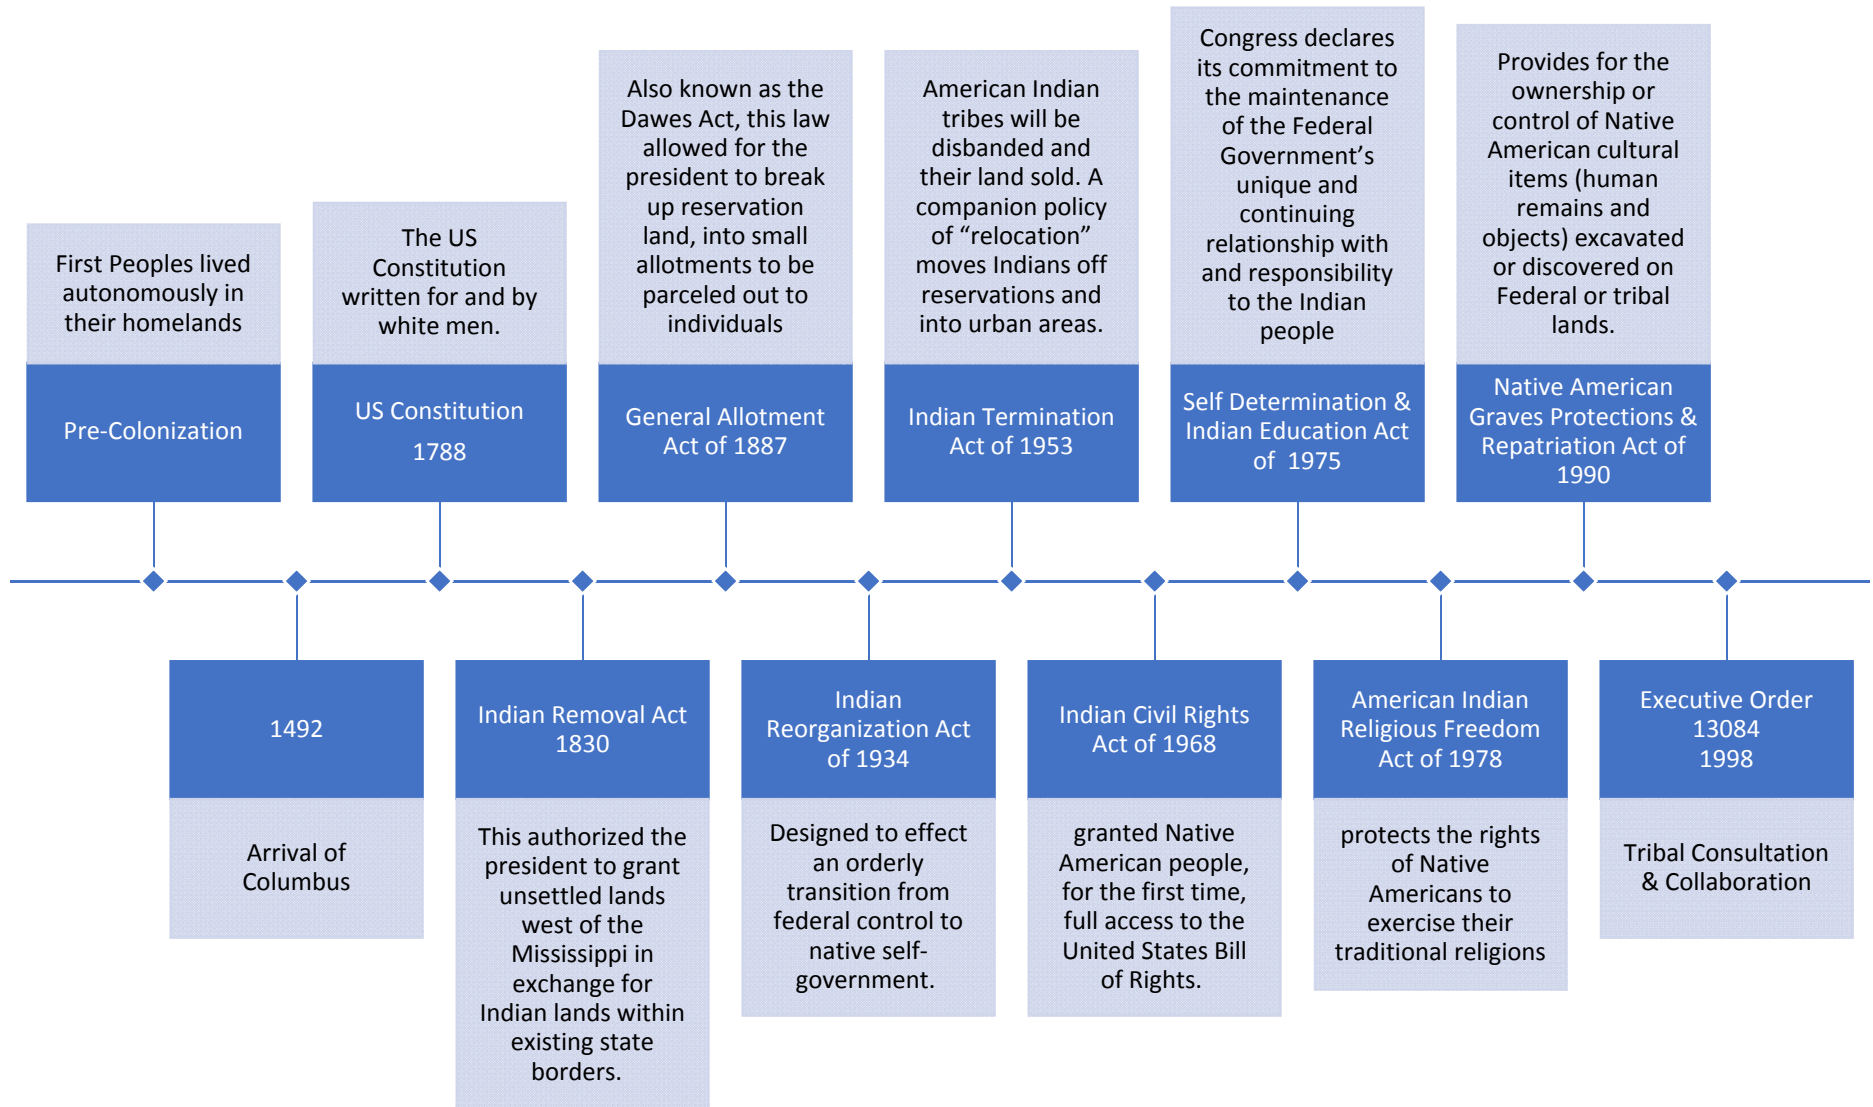 First Peoples lived
autonomously in
their homelands
Pre-Colonization
1492
Arrival of
Columbus
The US
Constitution
written for and by
white men.
US Constitution
1788
Indian Removal Act
1830
This authorized the
president to grant
unsettled lands
west of the
Mississippi in
exchange for
Indian lands within
existing state
borders.
Also known as the
Dawes Act, this law
allowed for the
president to break
up reservation
land, into small
allotments to be
parceled out to
individuals
General Allotment
Act of 1887
Indian
Reorganization Act
of 1934
Designed to effect
an orderly
transition from
federal control to
native self-
government.
American Indian
tribes will be
disbanded and
their land sold. A
companion policy
of “relocation”
moves Indians off
reservations and
into urban areas.
Indian Termination
Act of 1953
Indian Civil Rights
Act of 1968
granted Native
American people,
for the first time,
full access to the
United States Bill
of Rights.
Congress declares
its commitment to
the maintenance
of the Federal
Government’s
unique and
continuing
relationship with
and responsibility
to the Indian
people
Self Determination &
Indian Education Act
of 1975
American Indian
Religious Freedom
Act of 1978
protects the rights
of Native
Americans to
exercise their
traditional religions
Provides for the
ownership or
control of Native
American cultural
items (human
remains and
objects) excavated
or discovered on
Federal or tribal
lands.
Native American
Graves Protections &
Repatriation Act of
1990
Executive Order
13084
1998
Tribal Consultation
& Collaboration